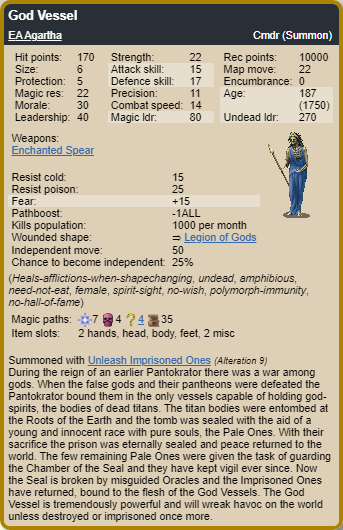 God Vessel
EA Agartha Cmdr (Summon)
Hit points: 170 Strength: 22 Rec points: 10000
Size: 6 Attack skill: 15 Map move: 22
Protection: 5 Defence skill: 17 Encumbrance: 0
Magic res: 22 Precision: 11 Age: 187
Morale: 30 Combat speed: 14 (1750)
Leadership: 40 Magic ldr: 80 Undead ldr: 270
Weapons:
Enchanted Spear
Resist cold: 15
Resist poison: 25
Fear: +15
Pathboost: -1ALL
Kills population: 1000 per month
Wounded shape: ⇒ Legion of Gods
Independent move: 50
Chance to become independent: 25%
(Heals-afflictions-when-shapechanging, undead, amphibious,
need-not-eat, female, spirit-sight, no-wish, polymorph-immunity,
no-hall-of-fame)
Magic paths: 7 4 ?4 35
Item slots: 2 hands, head, body, feet, 2 misc
Summoned with Unleash Imprisoned Ones (Alteration 9)
During the reign of an earlier Pantokrator there was a war among
gods. When the false gods and their pantheons were defeated the
Pantokrator bound them in the only vessels capable of holding god-
spirits, the bodies of dead titans. The titan bodies were entombed at
the Roots of the Earth and the tomb was sealed with the aid of a
young and innocent race with pure souls, the Pale Ones. With their
sacrifice the prison was eternally sealed and peace returned to the
world. The few remaining Pale Ones were given the task of guarding
the Chamber of the Seal and they have kept vigil ever since. Now
the Seal is broken by misguided Oracles and the Imprisoned Ones
have returned, bound to the flesh of the God Vessels. The God
Vessel is tremendously powerful and will wreak havoc on the world
unless destroyed or imprisoned once more.